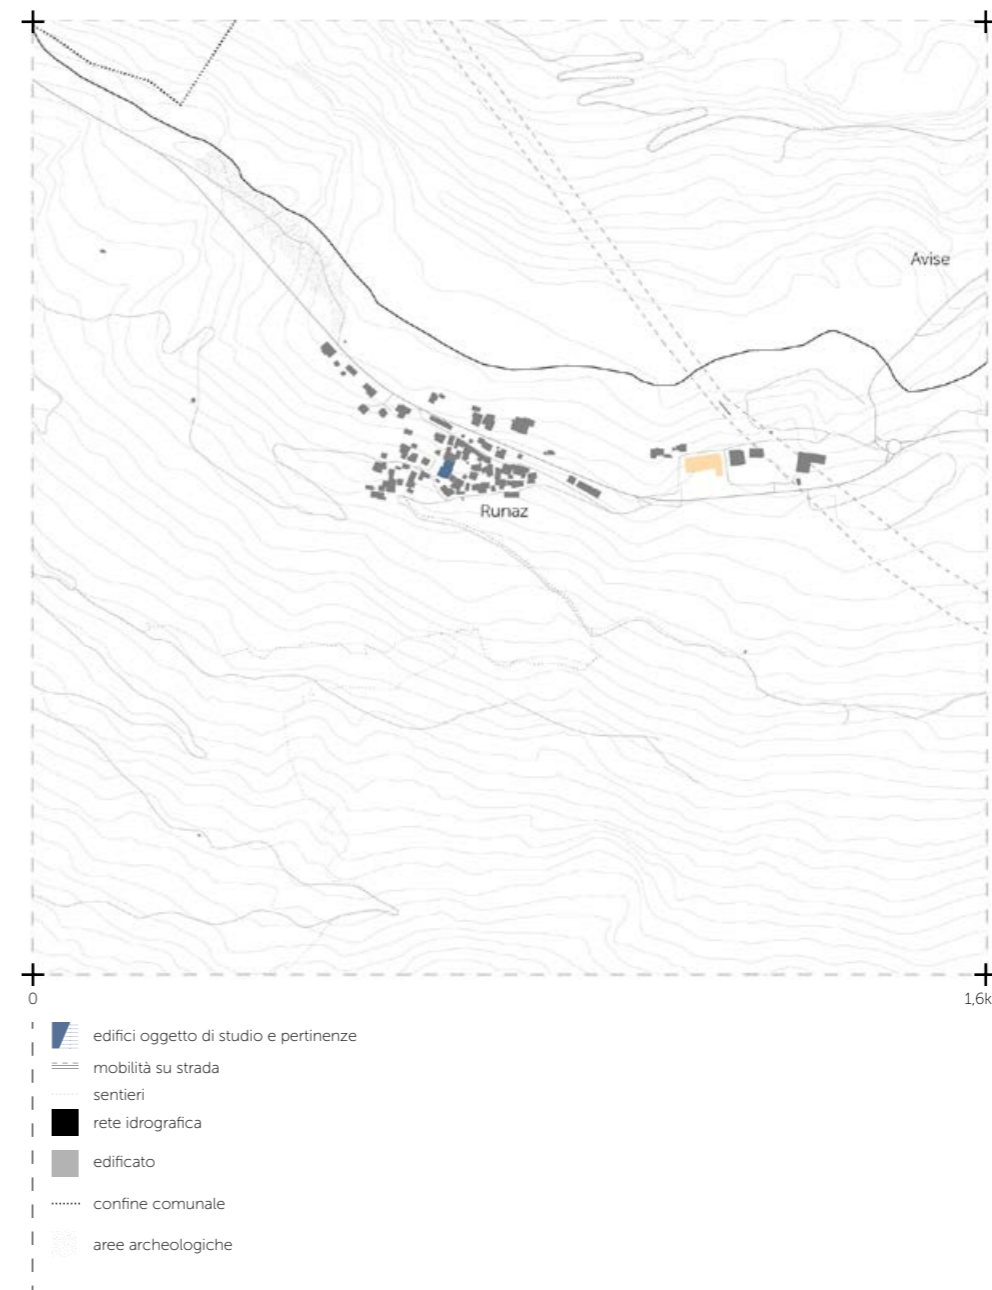 Avise
Runaz
0
1,6k
edifici oggetto di studio e pertinenze
mobilità su strada
sentieri
rete idrografica
edificato
confine comunale
aree archeologiche